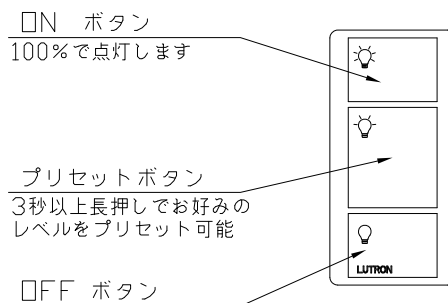 ON ボタン
100%で点灯します
プリセットボタン
3秒以上長押しでお好みの
レベルをプリセット可能
OFF ボタン
LUTRON